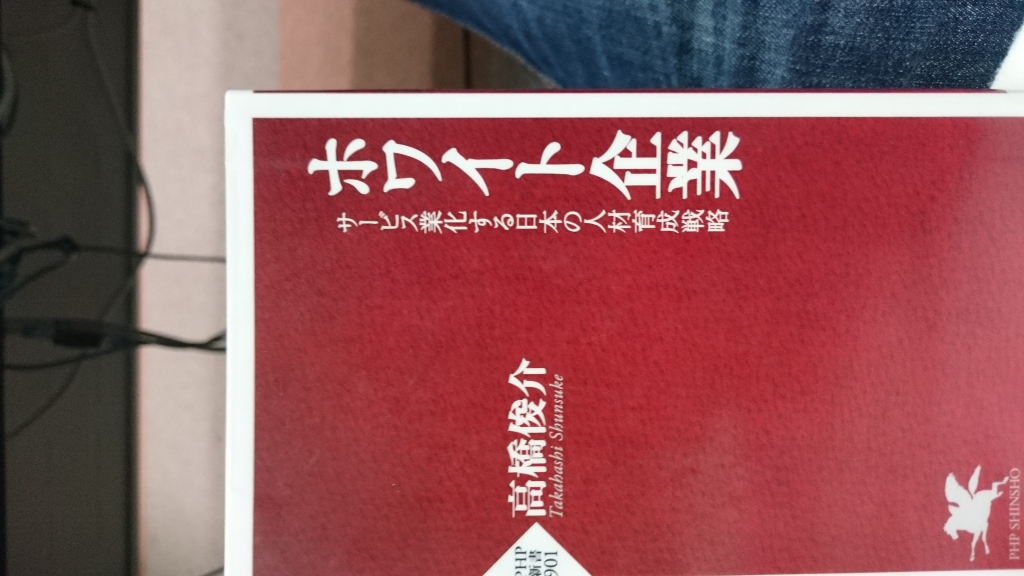 ホワイト企業
サービス業化する日本の人材育成戦略
高橋俊介
Takahashi Shunsuke
PHP
新書
901
PHP SHINSHO